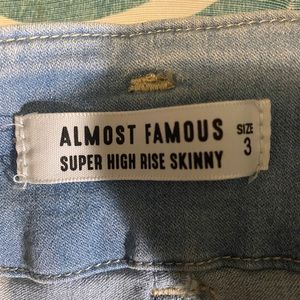 ALMOST FAMOUS
SUPER HIGH RISE SKINNY
SIZE
3